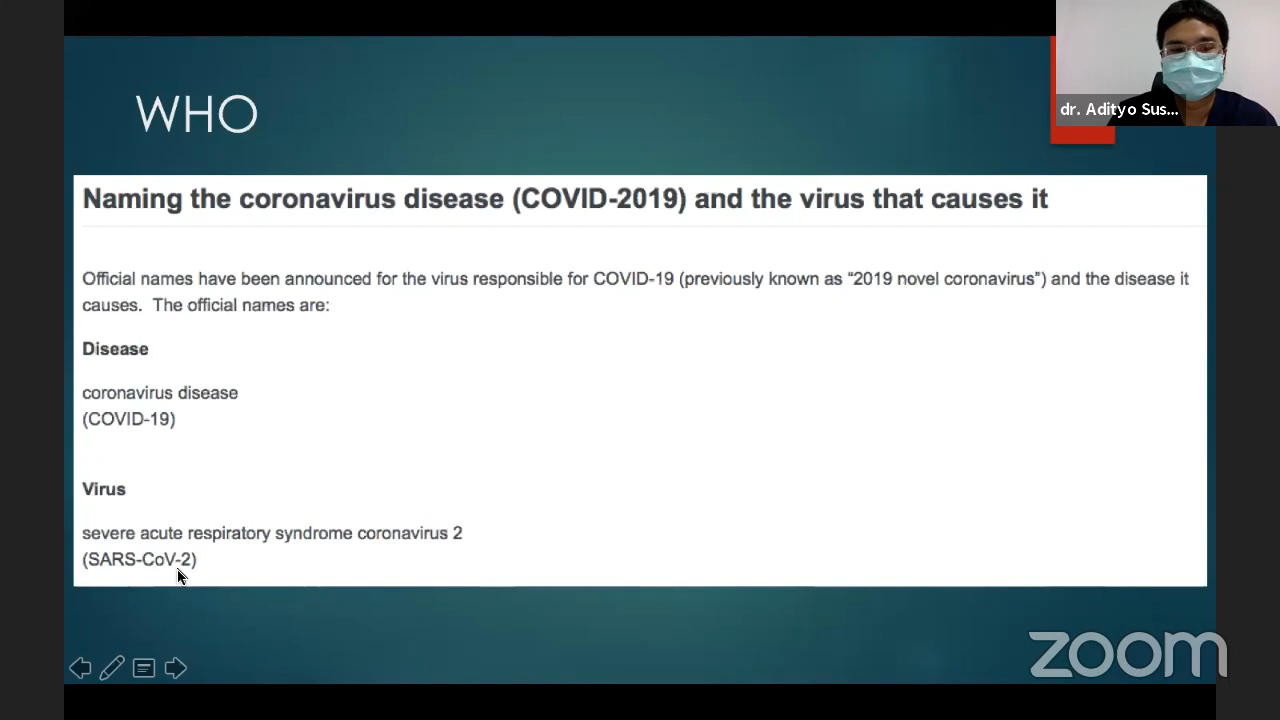 WHO
dr. Adityo Sus...
Naming the coronavirus disease (COVID-2019) and the virus that causes it
Official names have been announced for the virus responsible for COVID-19 (previously known as “2019 novel coronavirus”) and the disease it
causes.  The official names are:
Disease
coronavirus disease
(COVID-19)
Virus
severe acute respiratory syndrome coronavirus 2
(SARS-CoV-2)
zoom